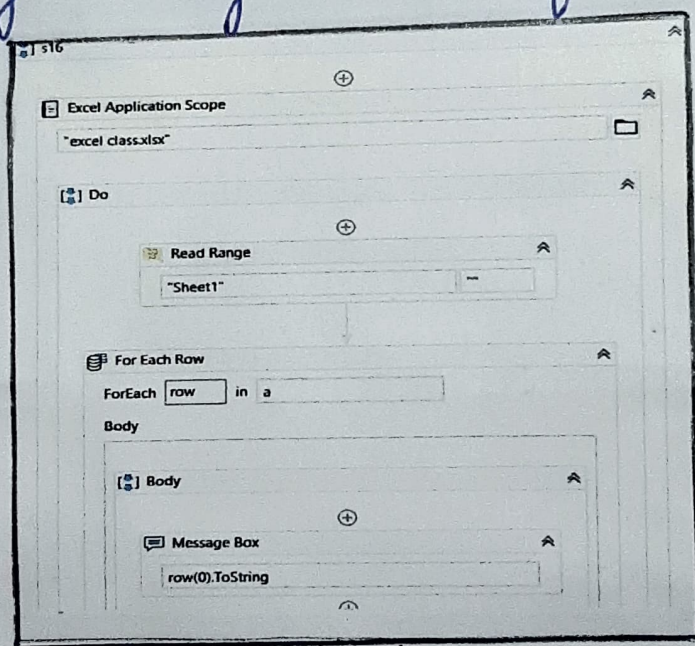 s16
Excel Application Scope
"excel class.xlsx"
Do
Read Range
"Sheet1"
""
For Each Row
ForEach row in a
Body
Body
Message Box
row(0).ToString